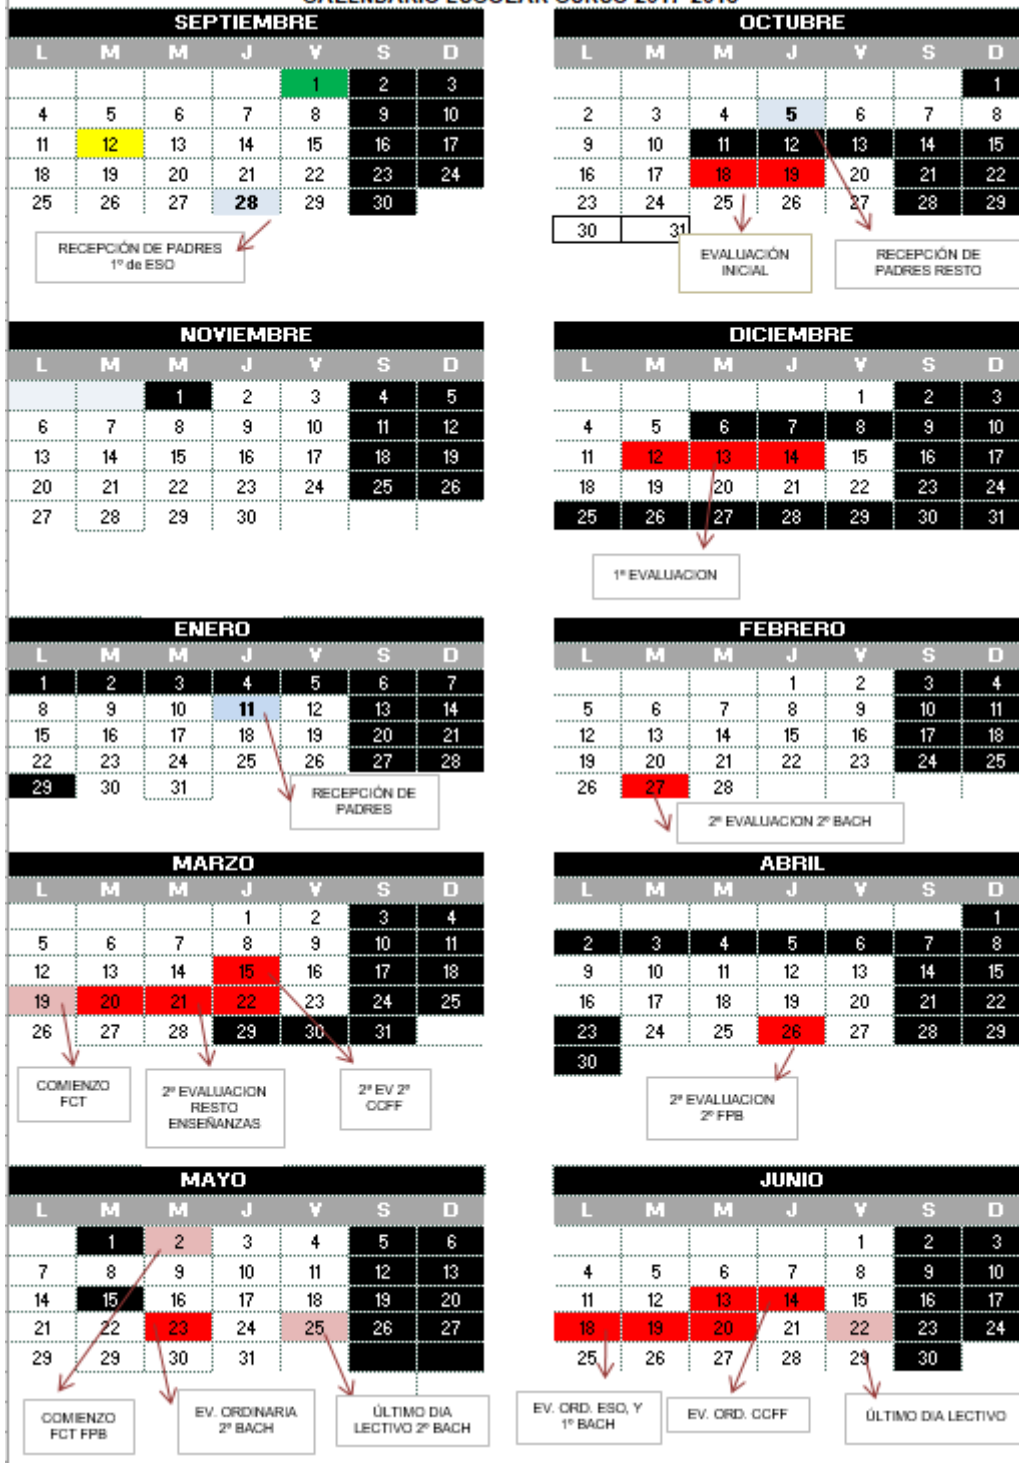 CALENDARIO ESCOLAR CURSO 2017-2018
SEPTIEMBRE
L M M J V S D
1 2 3
4 5 6 7 8 9 10
11 12 13 14 15 16 17
18 19 20 21 22 23 24
25 26 27 28 29 30
RECEPCIÓN DE PADRES
1º de ESO
OCTUBRE
L M M J V S D
1
2 3 4 5 6 7 8
9 10 11 12 13 14 15
16 17 18 19 20 21 22
23 24 25 26 27 28 29
30 31
EVALUACIÓN
INICIAL
RECEPCIÓN DE
PADRES RESTO
NOVIEMBRE
L M M J V S D
1 2 3 4 5
6 7 8 9 10 11 12
13 14 15 16 17 18 19
20 21 22 23 24 25 26
27 28 29 30
DICIEMBRE
L M M J V S D
1 2 3
4 5 6 7 8 9 10
11 12 13 14 15 16 17
18 19 20 21 22 23 24
25 26 27 28 29 30 31
1ª EVALUACION
ENERO
L M M J V S D
1 2 3 4 5 6 7
8 9 10 11 12 13 14
15 16 17 18 19 20 21
22 23 24 25 26 27 28
29 30 31
RECEPCIÓN DE
PADRES
FEBRERO
L M M J V S D
1 2 3 4
5 6 7 8 9 10 11
12 13 14 15 16 17 18
19 20 21 22 23 24 25
26 27 28
2ª EVALUACION 2º BACH
MARZO
L M M J V S D
1 2 3 4
5 6 7 8 9 10 11
12 13 14 15 16 17 18
19 20 21 22 23 24 25
26 27 28 29 30 31
COMIENZO
FCT
2ª EVALUACION
RESTO
ENSEÑANZAS
2ª EV 2º
CCFF
ABRIL
L M M J V S D
1
2 3 4 5 6 7 8
9 10 11 12 13 14 15
16 17 18 19 20 21 22
23 24 25 26 27 28 29
30
2ª EVALUACION
2º FPB
MAYO
L M M J V S D
1 2 3 4 5 6
7 8 9 10 11 12 13
14 15 16 17 18 19 20
21 22 23 24 25 26 27
29 29 30 31
COMIENZO
FCT FPB
EV. ORDINARIA
2º BACH
ÚLTIMO DIA
LECTIVO 2º BACH
JUNIO
L M M J V S D
1 2 3
4 5 6 7 8 9 10
11 12 13 14 15 16 17
18 19 20 21 22 23 24
25 26 27 28 29 30
EV. ORD. ESO, Y
1º BACH
EV. ORD. CCFF
ÚLTIMO DIA LECTIVO